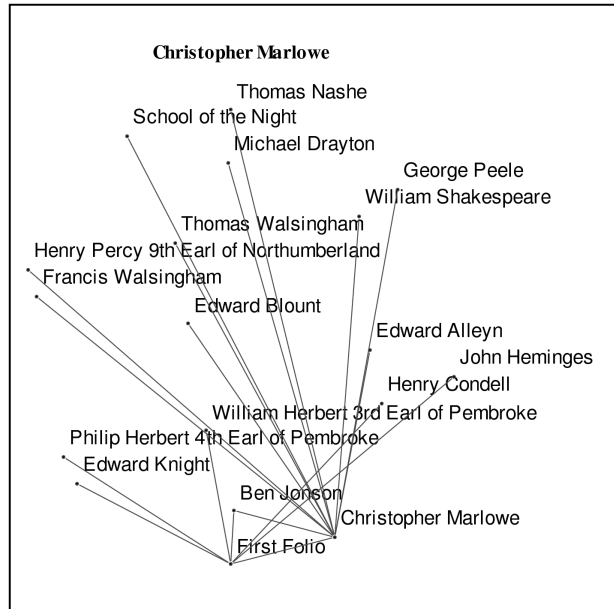 Christopher Marlowe
Thomas Nashe
School of the Night
Michael Drayton
George Peele
William Shakespeare
Thomas Walsingham
Henry Percy 9th Earl of Northumberland
Francis Walsingham
Edward Blount
Edward Alleyn
John Heminges
Henry Condell
William Herbert 3rd Earl of Pembroke
Philip Herbert 4th Earl of Pembroke
Edward Knight
Ben Jonson
Christopher Marlowe
First Folio